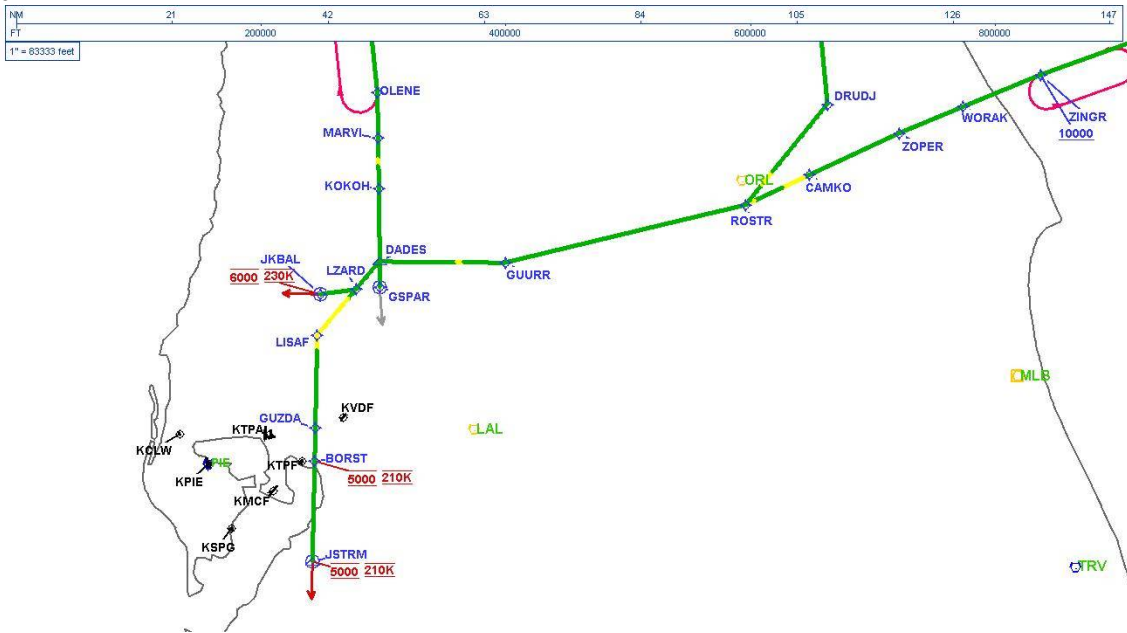 NM 21 42 63 84 105 126 147
FT 200000 400000 600000 800000
1" = 83333 feet
OLENE
DRUDJ
ZINGR
10000
WORAK
MARVI
ZOPER
KOKOH
ORL
CAMKO
ROSTR
DADES
JKBAL
LZARD
GUURR
6000 230K
GSPAR
LISAF
MLB
KVDF
GUZDA
KTPA
LAL
KCLW
KTPF
BORST
PIE
KPIE
5000 210K
KMCF
KSPG
JSTRM
5000 210K
TRV